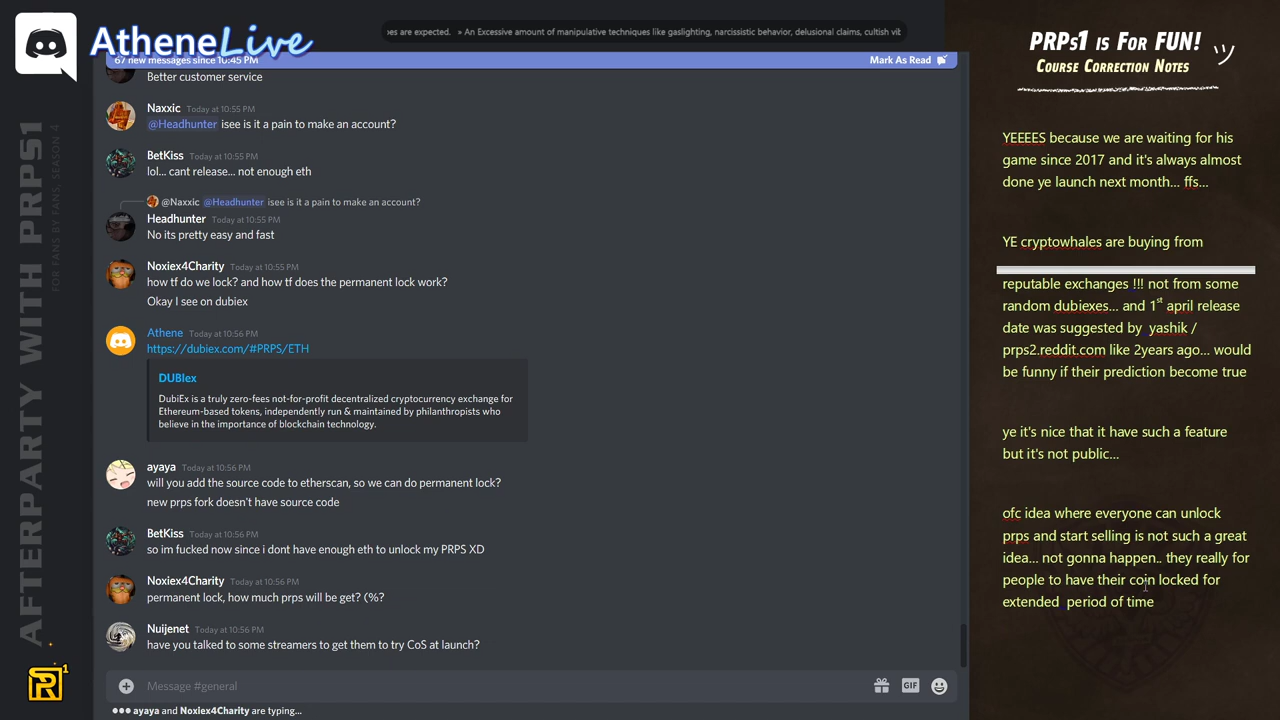 AtheneLive
pes are expected. » An Excessive amount of manipulative techniques like gaslighting, narcissistic behavior, delusional claims, cultish vib
67 new messages since 10:45 PM
Mark As Read
Better customer service
Naxxic Today at 10:55 PM
@Headhunter isee is it a pain to make an account?
BetKiss Today at 10:55 PM
lol... cant release... not enough eth
@Naxxic @Headhunter isee is it a pain to make an account?
Headhunter Today at 10:55 PM
No its pretty easy and fast
Noxiex4Charity Today at 10:55 PM
how tf do we lock? and how tf does the permanent lock work?
Okay I see on dubiex
Athene Today at 10:56 PM
https://dubiex.com/#PRPS/ETH
DUBIex
DubiEx is a truly zero-fees not-for-profit decentralized cryptocurrency exchange for
Ethereum-based tokens, independently run & maintained by philanthropists who
believe in the importance of blockchain technology.
ayaya Today at 10:56 PM
will you add the source code to etherscan, so we can do permanent lock?
new prps fork doesn't have source code
BetKiss Today at 10:56 PM
so im fucked now since i dont have enough eth to unlock my PRPS XD
Noxiex4Charity Today at 10:56 PM
permanent lock, how much prps will be get? (%?
Nuijenet Today at 10:56 PM
have you talked to some streamers to get them to try CoS at launch?
Message #general
GIF
ayaya and Noxiex4Charity are typing...
AFTERPARTY WITH PRPS1
FOR FANS BY FANS, SEASON 4
R1
PRPs1 is For FUN! ツ
Course Correction Notes
YEEEES because we are waiting for his
game since 2017 and it's always almost
done ye launch next month... ffs...
YE cryptowhales are buying from
reputable exchanges !!! not from some
random dubiexes... and 1st april release
date was suggested by yashik /
prps2.reddit.com like 2years ago... would
be funny if their prediction become true
ye it's nice that it have such a feature
but it's not public...
ofc idea where everyone can unlock
prps and start selling is not such a great
idea... not gonna happen.. they really for
people to have their coin locked for
extended period of time